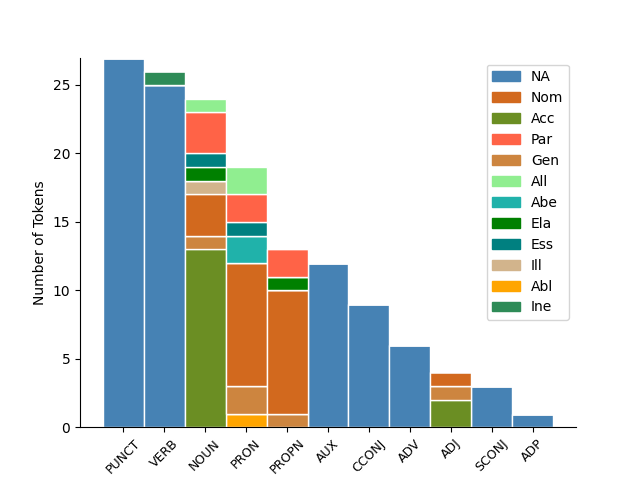 Number of Tokens
25
20
15
10
5
0
PUNCT
VERB
NOUN
PRON
PROPN
AUX
CCONJ
ADV
ADJ
SCONJ
ADP
NA
Nom
Acc
Par
Gen
All
Abe
Ela
Ess
Ill
Abl
Ine